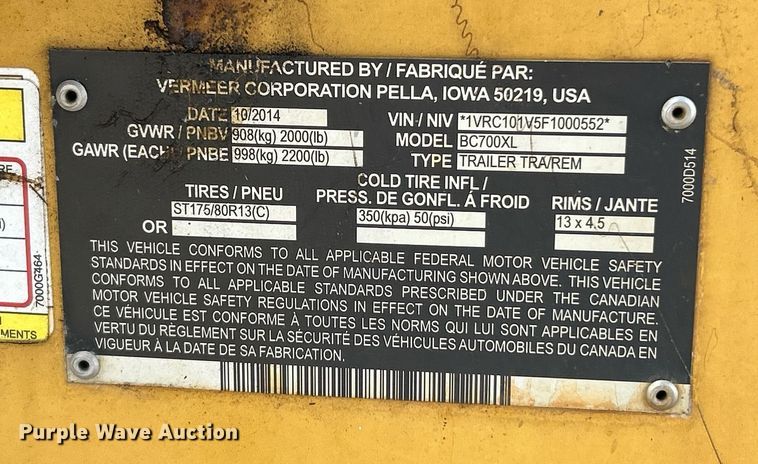 MANUFACTURED BY / FABRIQUÉ PAR:
VERMEER CORPORATION PELLA, IOWA 50219, USA
DATE 10/2014 VIN / NIV *1VRC101V5F1000552*
GVWR / PNBV 908(kg) 2000(lb) MODEL BC700XL
GAWR (EACH) / PNBE 998(kg) 2200(lb) TYPE TRAILER TRA/REM
TIRES / PNEU COLD TIRE INFL / PRESS. DE GONFL. Á FROID RIMS / JANTE
ST175/80R13(C) 350(kpa) 50(psi) 13 x 4.5
OR
THIS VEHICLE CONFORMS TO ALL APPLICABLE FEDERAL MOTOR VEHICLE SAFETY
STANDARDS IN EFFECT ON THE DATE OF MANUFACTURING SHOWN ABOVE. THIS VEHICLE
CONFORMS TO ALL APPLICABLE STANDARDS PRESCRIBED UNDER THE CANADIAN
MOTOR VEHICLE SAFETY REGULATIONS IN EFFECT ON THE DATE OF MANUFACTURE.
CE VÉHICULE EST CONFORME À TOUTES LES NORMS QUI LUI SONT APPLICABLES EN
VERTU DU RÈGLEMENT SUR LA SÉCURITÉ DES VÉHICULES AUTOMOBILES DU CANADA EN
VIGUEUR À LA DATE DE SA FABRICATION.
7000D514
7000G464
MENTS
Purple Wave Auction